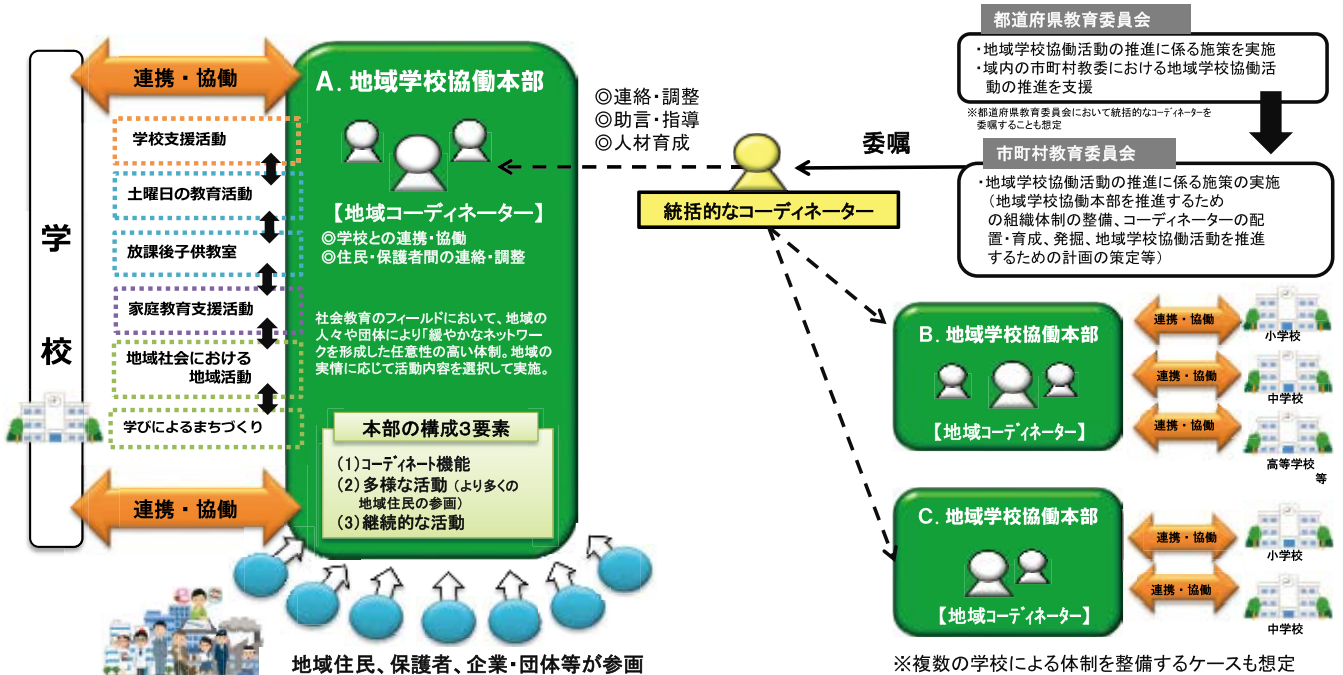 学
校
連携・協働
学校支援活動
土曜日の教育活動
放課後子供教室
家庭教育支援活動
地域社会における
地域活動
学びによるまちづくり
連携・協働
A. 地域学校協働本部
【地域コーディネーター】
◎学校との連携・協働
◎住民・保護者間の連絡・調整
社会教育のフィールドにおいて、地域の
人々や団体により「緩やかなネットワー
クを形成した任意性の高い体制。地域の
実情に応じて活動内容を選択して実施。
本部の構成3要素
(1)コーディネート機能
(2)多様な活動(より多くの
地域住民の参画)
(3)継続的な活動
地域住民、保護者、企業・団体等が参画
◎連絡・調整
◎助言・指導
◎人材育成
統括的なコーディネーター
委嘱
都道府県教育委員会
・地域学校協働活動の推進に係る施策を実施
・域内の市町村教委における地域学校協働活
動の推進を支援
※都道府県教育委員会において統括的なコーディネーターを
委嘱することも想定
市町村教育委員会
・地域学校協働活動の推進に係る施策の実施
(地域学校協働本部を推進するため
の組織体制の整備、コーディネーターの配
置・育成、発掘、地域学校協働活動を推進
するための計画の策定等)
B. 地域学校協働本部
【地域コーディネーター】
連携・協働
小学校
連携・協働
中学校
連携・協働
高等学校
等
C. 地域学校協働本部
【地域コーディネーター】
連携・協働
小学校
連携・協働
中学校
※複数の学校による体制を整備するケースも想定